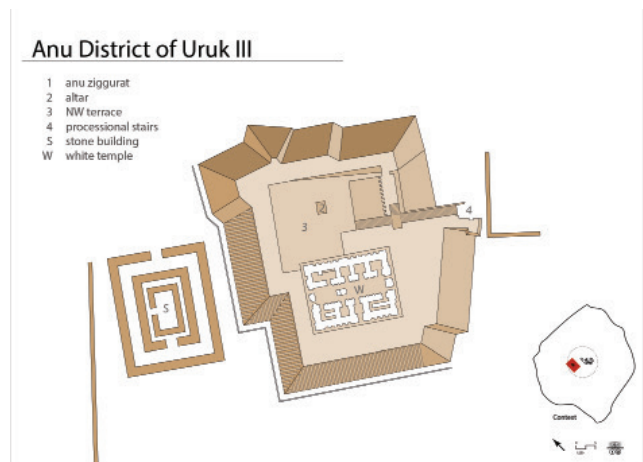 Anu District of Uruk III
1 anu ziggurat
2 altar
3 NW terrace
4 processional stairs
S stone building
W white temple
4
3
W
S
Context